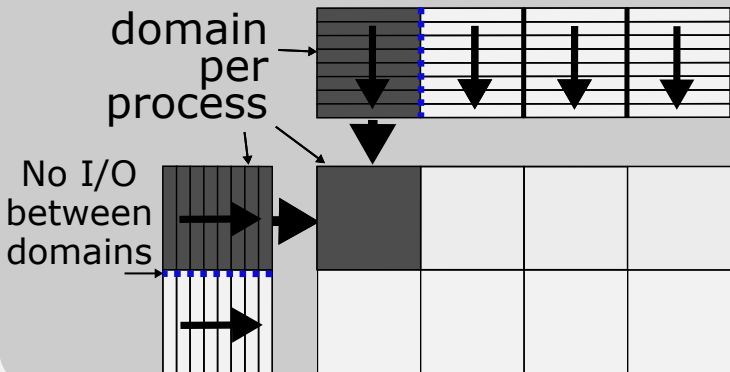 domain
per
process
No I/O
between
domains